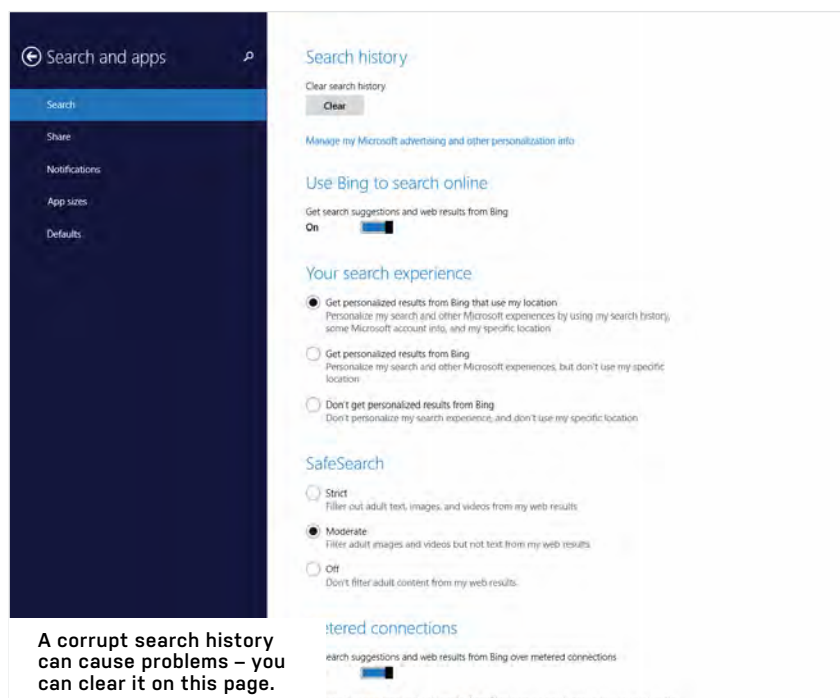 Search and apps
Search
Share
Notifications
App sizes
Defaults
Search history
Clear search history
Clear
Manage my Microsoft advertising and other personalization info
Use Bing to search online
Get search suggestions and web results from Bing
On
Your search experience
Get personalized results from Bing that use my location
Personalize my search and other Microsoft experiences by using my search history,
some Microsoft account info, and my specific location
Get personalized results from Bing
Personalize my search and other Microsoft experiences, but don't use my specific
location
Don't get personalized results from Bing
Don't personalize my search experience, and don't use my specific location
SafeSearch
Strict
Filter out adult text, images, and videos from my web results
Moderate
Filter adult images and videos but not text from my web results
Off
Don't filter adult content from my web results
tered connections
earch suggestions and web results from Bing over metered connections
A corrupt search history
can cause problems – you
can clear it on this page.